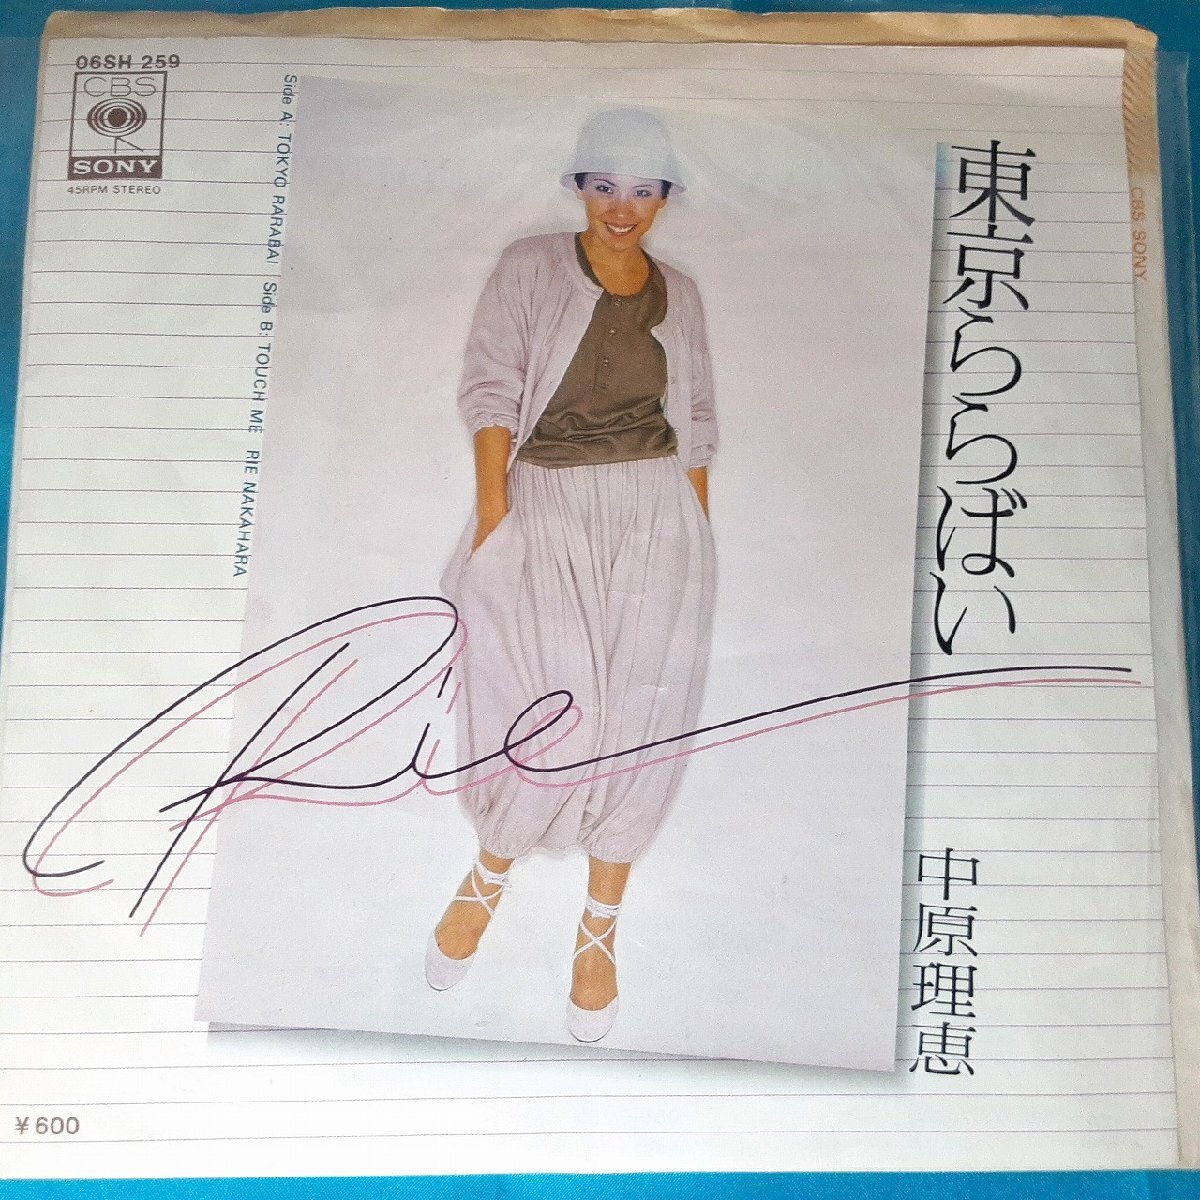 06SH 259
CBS
SONY
45RPM STEREO
Side A: TOKYO RARABAI Side B: TOUCH ME RIE NAKAHARA
東京ららばい
CBS SONY
Rie
中原理恵
¥600